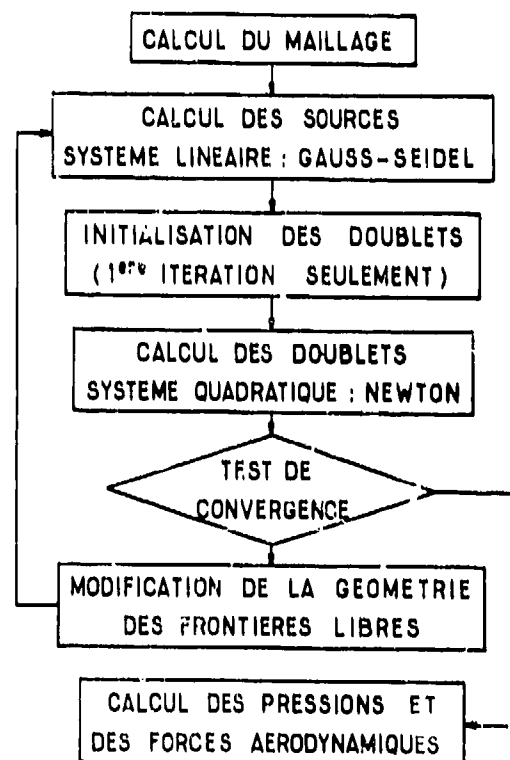 CALCUL DU MAILLAGE
CALCUL DES SOURCES
SYSTEME LINEAIRE : GAUSS-SEIDEL
INITIALISATION DES DOUBLETS
(1ere ITERATION SEULEMENT)
CALCUL DES DOUBLETS
SYSTEME QUADRATIQUE : NEWTON
TEST DE
CONVERGENCE
MODIFICATION DE LA GEOMETRIE
DES FRONTIERES LIBRES
CALCUL DES PRESSIONS ET
DES FORCES AERODYNAMIQUES